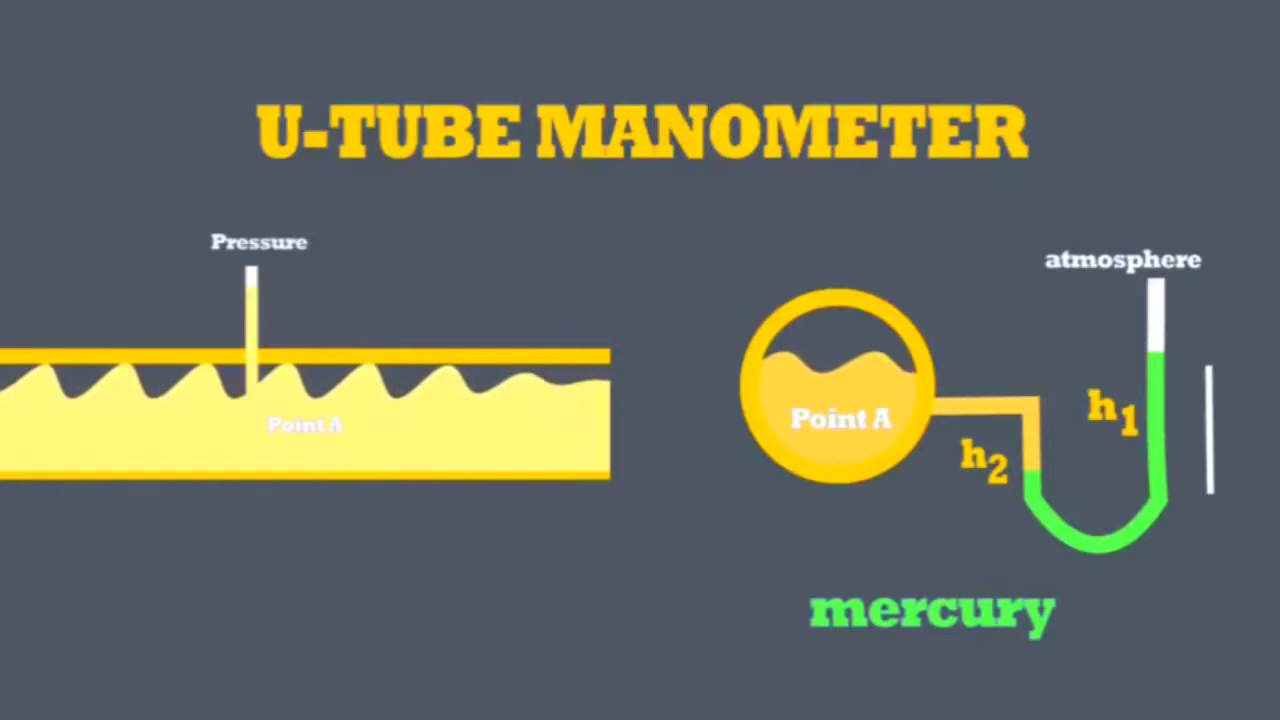 U-TUBE MANOMETER
Pressure
Point A
atmosphere
Point A
h1
h2
mercury